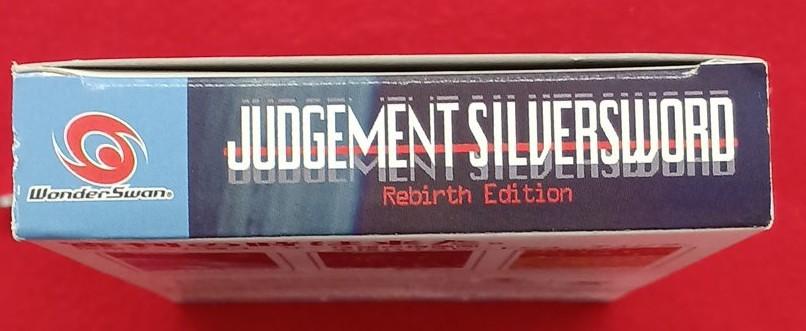 WonderSwan
JUDGEMENT SILVERSWORD
Rebirth Edition